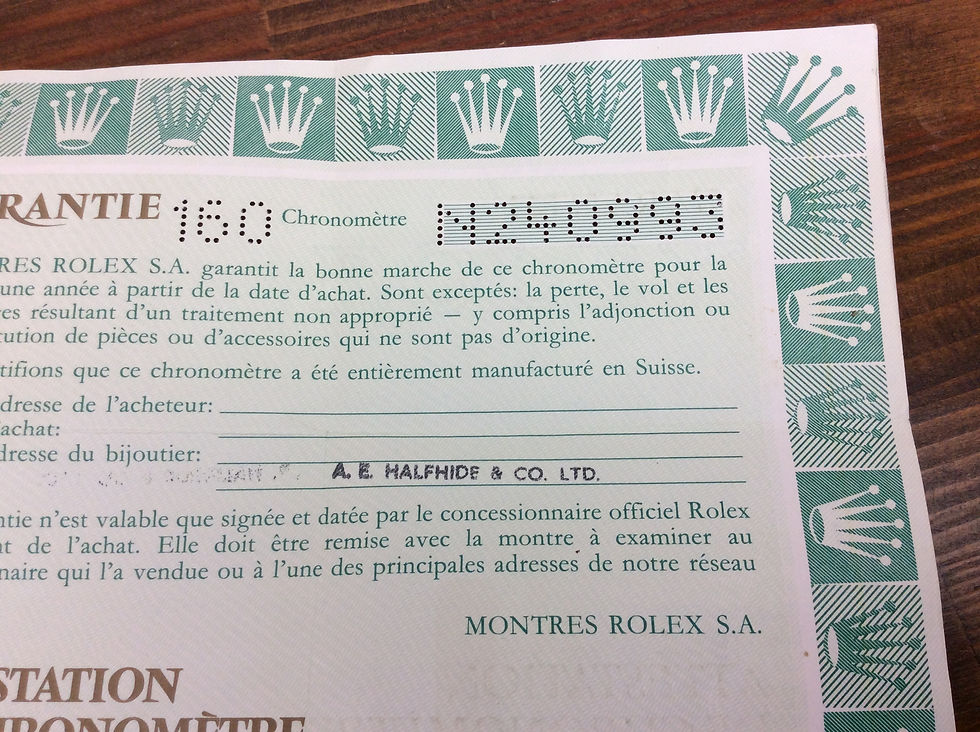 RANTIE 160 Chronomètre N240993
RES ROLEX S.A. garantit la bonne marche de ce chronomètre pour la
une année à partir de la date d'achat. Sont exceptés: la perte, le vol et les
es résultant d'un traitement non approprié — y compris l'adjonction ou
ution de pièces ou d'accessoires qui ne sont pas d'origine.
tifions que ce chronomètre a été entièrement manufacturé en Suisse.
dresse de l'acheteur:
'achat:
dresse du bijoutier:
A. E. HALFHIDE & CO. LTD.
ntie n'est valable que signée et datée par le concessionnaire officiel Rolex
nt de l'achat. Elle doit être remise avec la montre à examiner au
naire qui l'a vendue ou à l'une des principales adresses de notre réseau
MONTRES ROLEX S.A.
STATION
HRONOMÈTRE